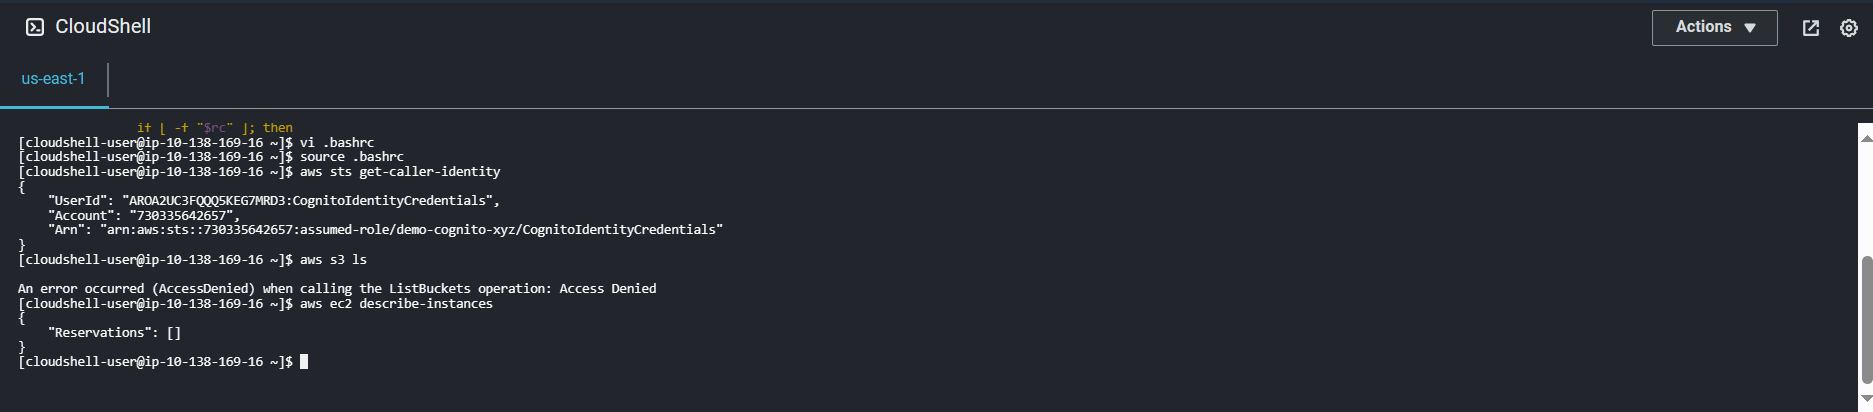 CloudShell
Actions
us-east-1
if [ -f "$rc" ]; then
[cloudshell-user@ip-10-138-169-16 ~]$ vi .bashrc
[cloudshell-user@ip-10-138-169-16 ~]$ source .bashrc
[cloudshell-user@ip-10-138-169-16 ~]$ aws sts get-caller-identity
{
    "UserId": "AROA2UC3FQQQ5KEG7MRD3:CognitoIdentityCredentials",
    "Account": "730335642657",
    "Arn": "arn:aws:sts::730335642657:assumed-role/demo-cognito-xyz/CognitoIdentityCredentials"
}
[cloudshell-user@ip-10-138-169-16 ~]$ aws s3 ls
An error occurred (AccessDenied) when calling the ListBuckets operation: Access Denied
[cloudshell-user@ip-10-138-169-16 ~]$ aws ec2 describe-instances
{
    "Reservations": []
}
[cloudshell-user@ip-10-138-169-16 ~]$